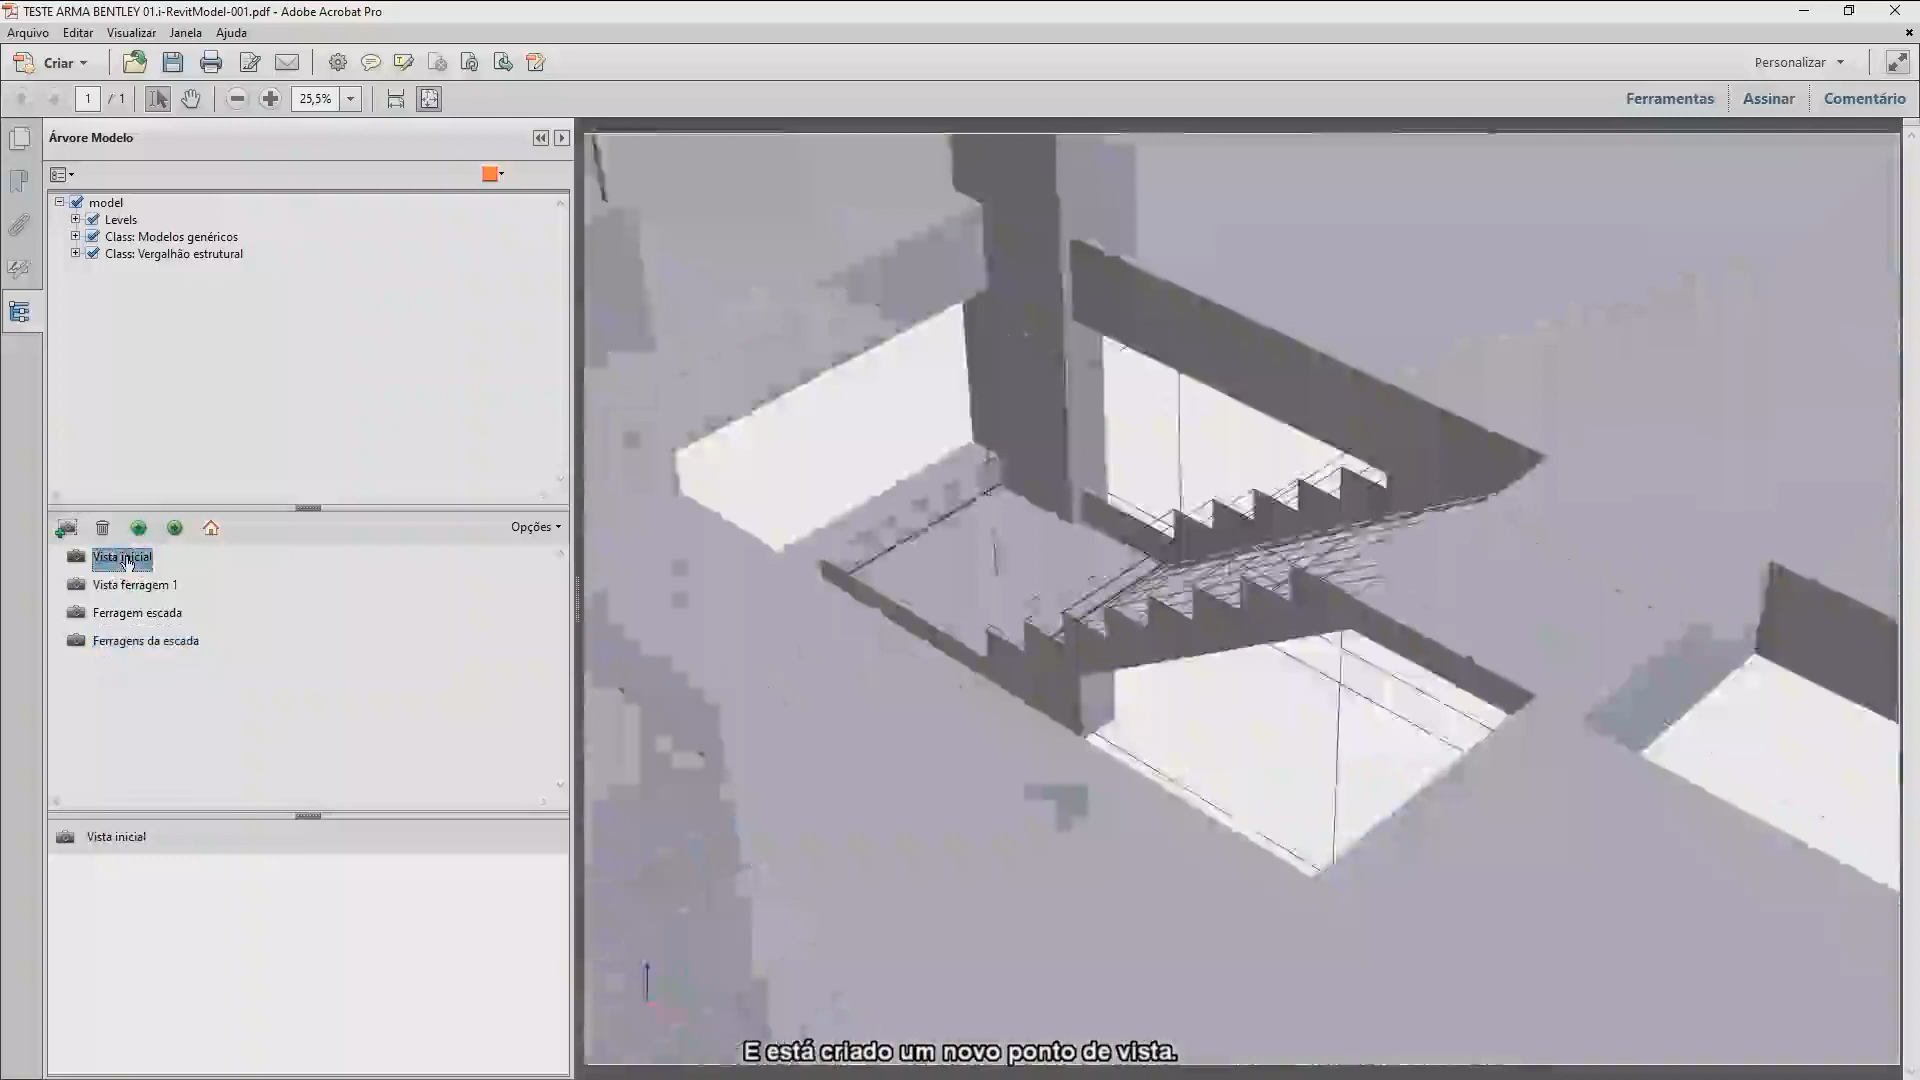 TESTE ARMA BENTLEY 01.i-RevitModel-001.pdf - Adobe Acrobat Pro
Arquivo Editar Visualizar Janela Ajuda
Criar
Personalizar
1 / 1
25,5%
Ferramentas Assinar Comentário
Árvore Modelo
model
Levels
Class: Modelos genéricos
Class: Vergalhão estrutural
Opções
Vista inicial
Vista ferragem 1
Ferragem escada
Ferragens da escada
Vista inicial
E está criado um novo ponto de vista.